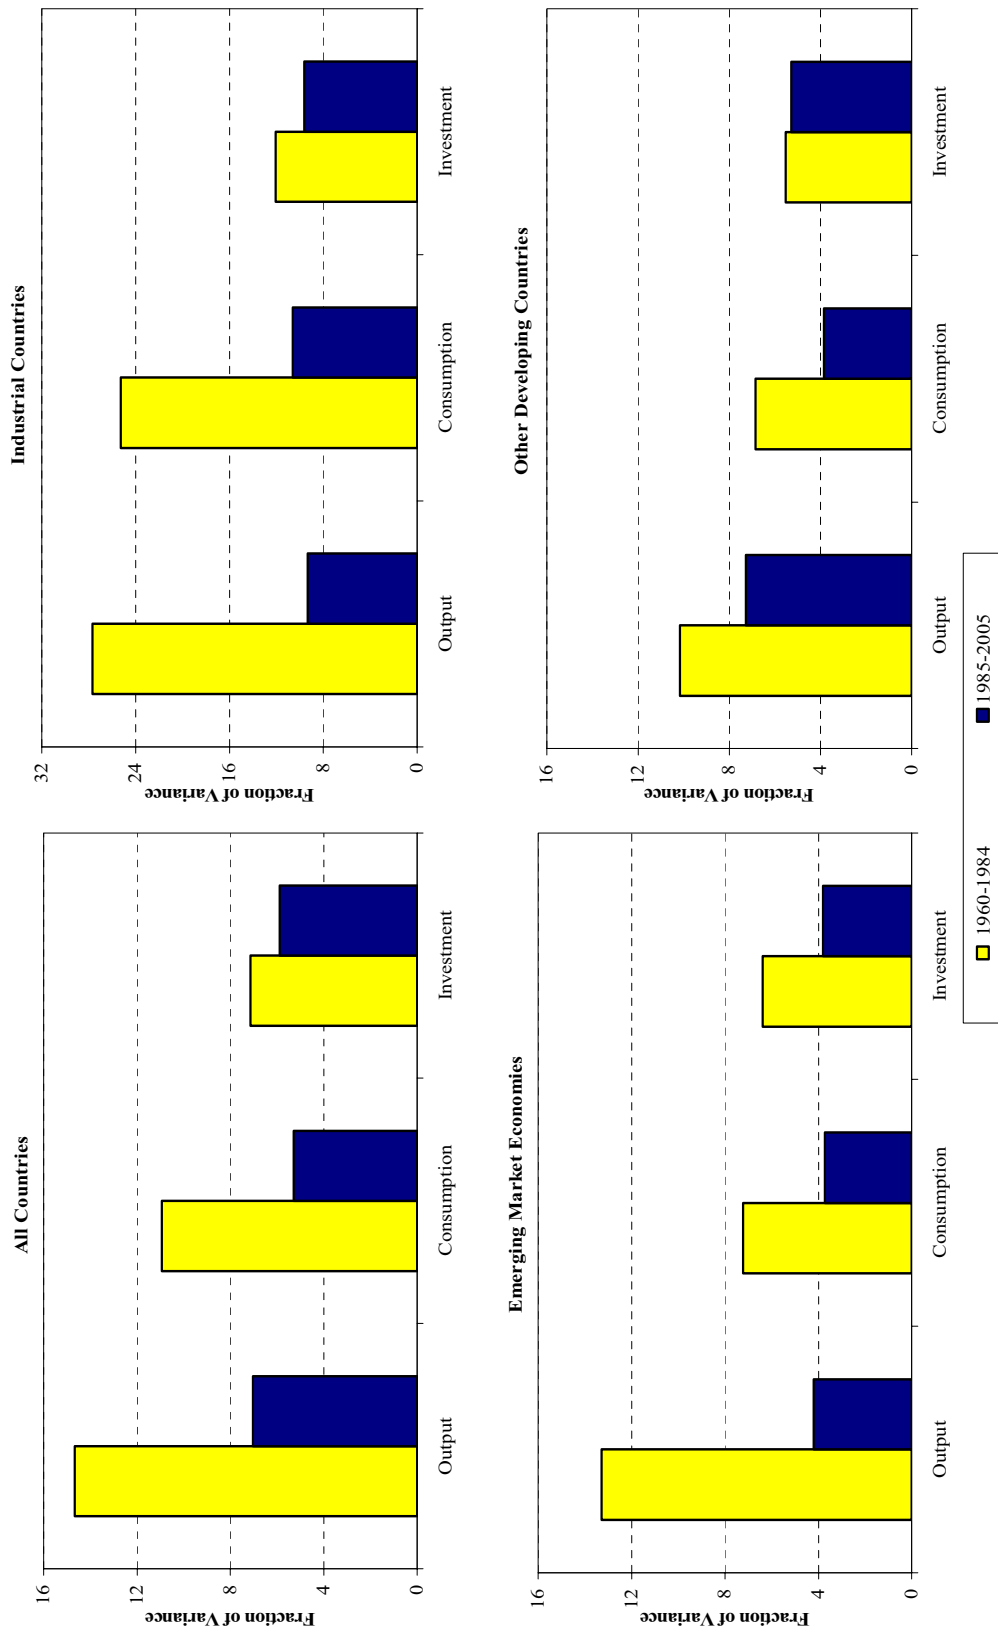 All Countries
Fraction of Variance
16
12
8
4
0
Output
Consumption
Investment
Industrial Countries
Fraction of Variance
32
24
16
8
0
Output
Consumption
Investment
Emerging Market Economies
Fraction of Variance
16
12
8
4
0
Output
Consumption
Investment
Other Developing Countries
Fraction of Variance
16
12
8
4
0
Output
Consumption
Investment
1960-1984
1985-2005